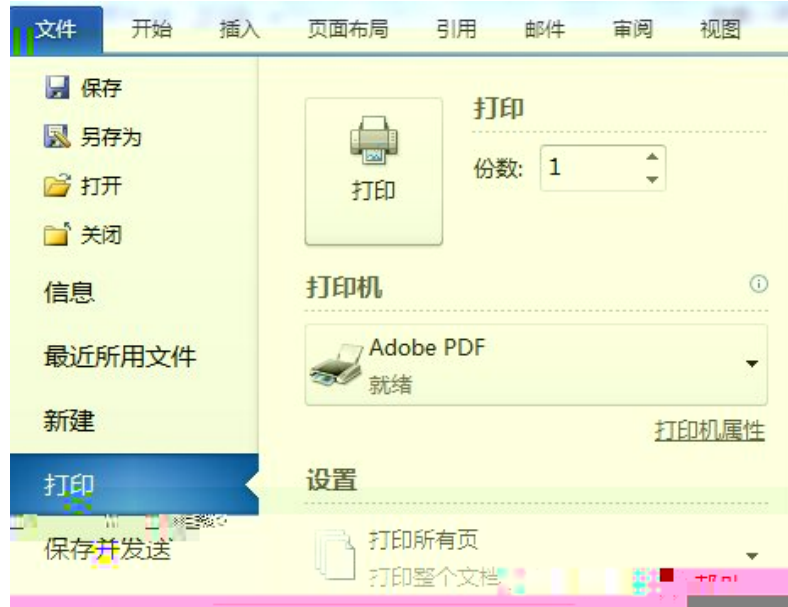 文件 开始 插入 页面布局 引用 邮件 审阅 视图
保存
另存为
打开
关闭
信息
最近所用文件
新建
打印
保存并发送
打印
打印
份数: 1
打印机
Adobe PDF
就绪
打印机属性
设置
打印所有页
打印整个文档